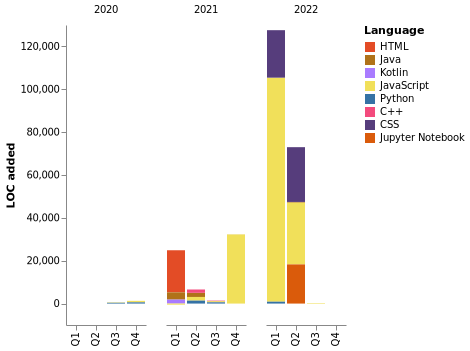 2020 2021 2022
Language
HTML
Java
Kotlin
JavaScript
Python
C++
CSS
Jupyter Notebook
LOC added
120,000
100,000
80,000
60,000
40,000
20,000
0
Q1 Q2 Q3 Q4 Q1 Q2 Q3 Q4 Q1 Q2 Q3 Q4